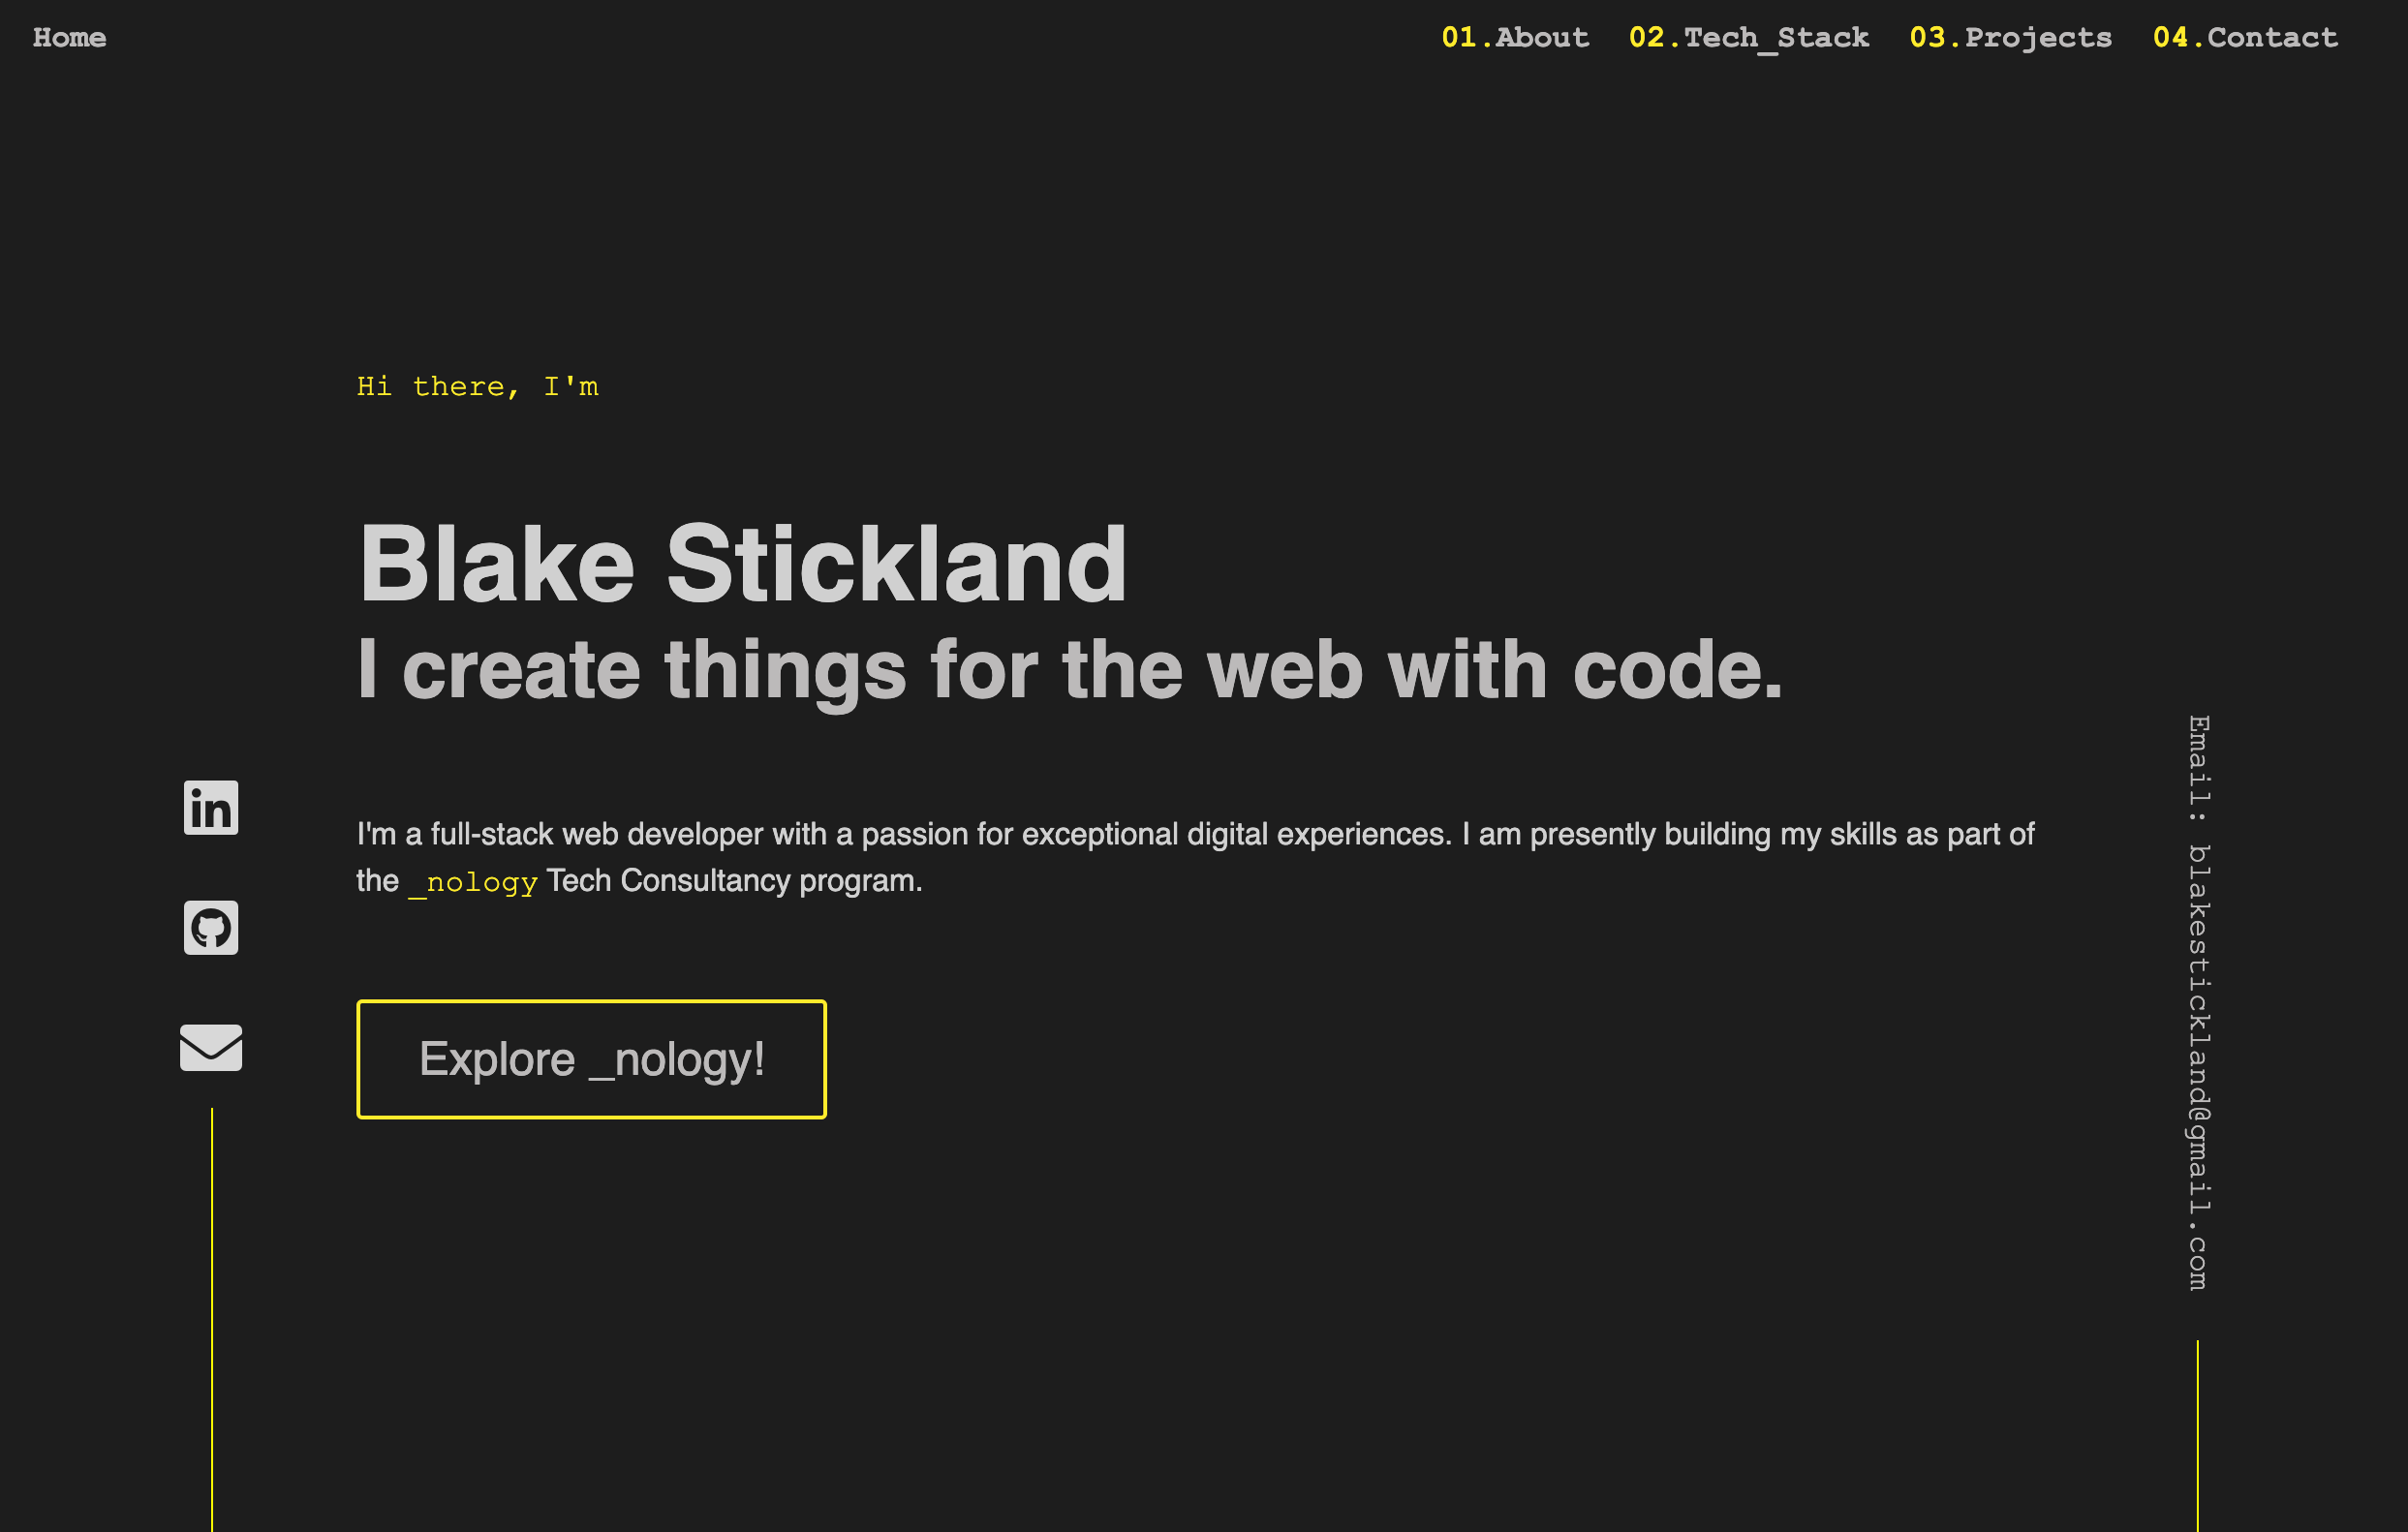 Home
01.About 02.Tech_Stack 03.Projects 04.Contact
Hi there, I'm
Blake Stickland
I create things for the web with code.
I'm a full-stack web developer with a passion for exceptional digital experiences. I am presently building my skills as part of
the _nology Tech Consultancy program.
Explore _nology!
in
Email: blakestickland@gmail.com